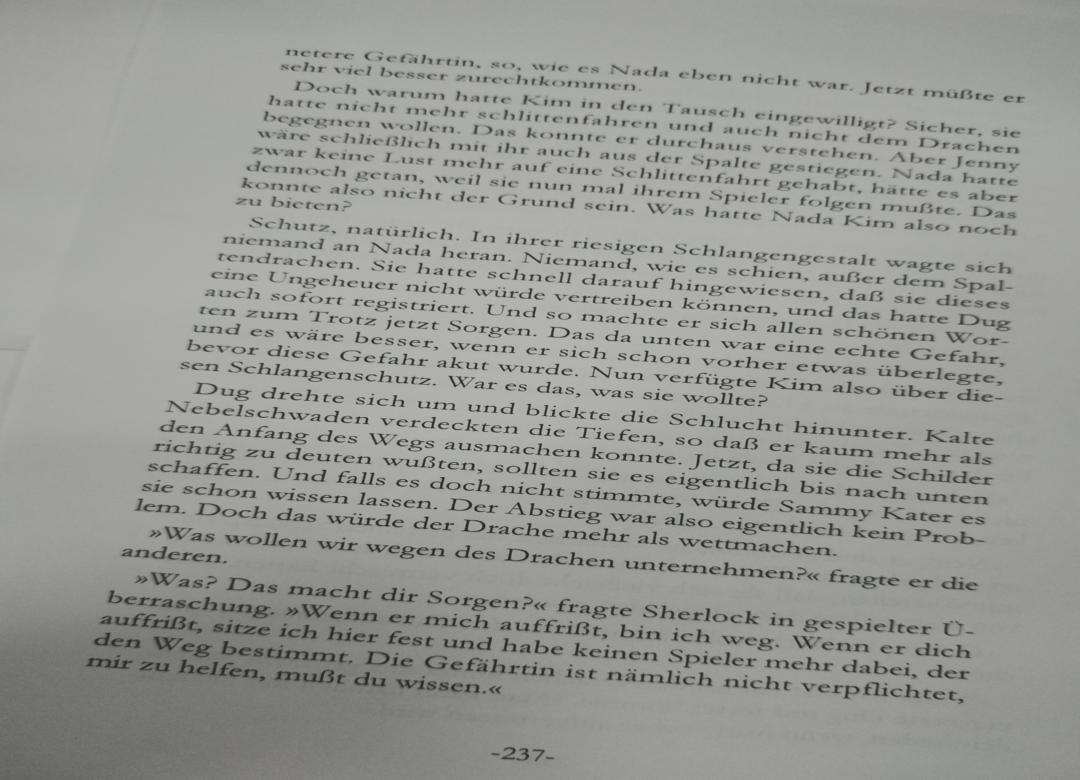 netere Gefährtin, so, wie es Nada eben nicht war. Jetzt müßte er
sehr viel besser zurechtkommen.
Doch warum hatte Kim in den Tausch eingewilligt? Sicher, sie
hatte nicht mehr schlittenfahren und auch nicht dem Drachen
begegnen wollen. Das konnte er durchaus verstehen. Aber Jenny
wäre schließlich mit ihr auch aus der Spalte gestiegen. Nada hatte
zwar keine Lust mehr auf eine Schlittenfahrt gehabt, hätte es aber
dennoch getan, weil sie nun mal ihrem Spieler folgen mußte. Das
konnte also nicht der Grund sein. Was hatte Nada Kim also noch
zu bieten?
Schutz, natürlich. In ihrer riesigen Schlangengestalt wagte sich
niemand an Nada heran. Niemand, wie es schien, außer dem Spal-
tendrachen. Sie hatte schnell darauf hingewiesen, daß sie dieses
eine Ungeheuer nicht würde vertreiben können, und das hatte Dug
auch sofort registriert. Und so machte er sich allen schönen Wor-
ten zum Trotz jetzt Sorgen. Das da unten war eine echte Gefahr,
und es wäre besser, wenn er sich schon vorher etwas überlegte,
bevor diese Gefahr akut wurde. Nun verfügte Kim also über die-
sen Schlangenschutz. War es das, was sie wollte?
Dug drehte sich um und blickte die Schlucht hinunter. Kalte
Nebelschwaden verdeckten die Tiefen, so daß er kaum mehr als
den Anfang des Wegs ausmachen konnte. Jetzt, da sie die Schilder
richtig zu deuten wußten, sollten sie es eigentlich bis nach unten
schaffen. Und falls es doch nicht stimmte, würde Sammy Kater es
sie schon wissen lassen. Der Abstieg war also eigentlich kein Prob-
lem. Doch das würde der Drache mehr als wettmachen.
»Was wollen wir wegen des Drachen unternehmen?« fragte er die
anderen.
»Was? Das macht dir Sorgen?« fragte Sherlock in gespielter Ü-
berraschung. »Wenn er mich auffrißt, bin ich weg. Wenn er dich
auffrißt, sitze ich hier fest und habe keinen Spieler mehr dabei, der
den Weg bestimmt. Die Gefährtin ist nämlich nicht verpflichtet,
mir zu helfen, mußt du wissen.«
-237-